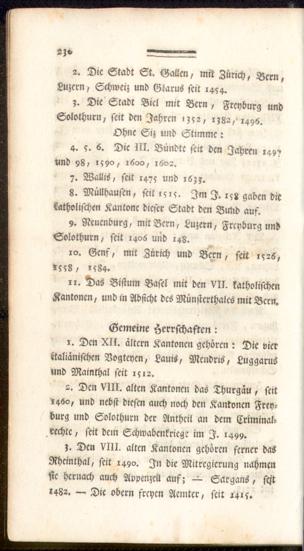 230
2. Die Stadt St. Gallen, mit Zürich, Bern,
Luzern, Schweiz und Glarus seit 1454.
3. Die Stadt Biel mit Bern, Freyburg und
Solothurn, seit den Jahren 1352, 1382, 1496.
Ohne Siz und Stimme:
4. 5. 6. Die III. Bündte seit den Jahren 1497
und 98, 1590, 1600, 1602.
7. Wallis, seit 1475 und 1633.
8. Müllhausen, seit 1515. Im J. 158 gaben die
katholischen Kantone dieser Stadt den Bund auf.
9. Neuenburg, mit Bern, Luzern, Freyburg und
Solothurn, seit 1406 und 148.
10. Genf, mit Zürich und Bern, seit 1526,
1558, 1584.
11. Das Bistum Basel mit den VII. katholischen
Kantonen, und in Absicht des Münsterthales mit Bern.
Gemeine Herrschaften:
1. Den XII. ältern Kantonen gehören: Die vier
italiänischen Vogteyen, Lauis, Mendris, Luggarus
und Mainthal seit 1512.
2. Den VIII. alten Kantonen das Thurgäu, seit
1460, und nebst diesen auch noch den Kantonen Frey-
burg und Solothurn der Antheil an dem Criminal-
rechte, seit dem Schwabenkriege im J. 1499.
3. Den VIII. alten Kantonen gehören ferner das
Rheinthal, seit 1490. In die Mitregierung nahmen
sie hernach auch Appenzell auf; — Sargans, seit
1482. — Die obern freyen Aemter, seit 1415.